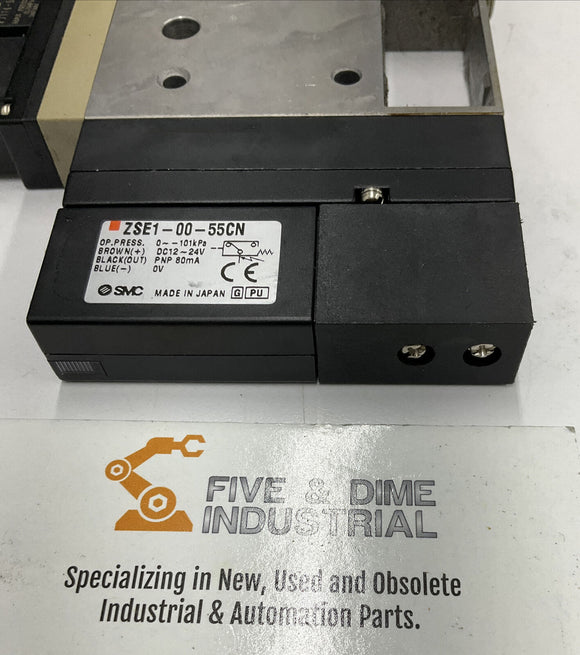 ZSE1-00-55CN
OP.PRESS. 0~-101kPa
BROWN(+) DC12~24V
BLACK(OUT) PNP 80mA
BLUE(-) 0V
CE
SMC MADE IN JAPAN G PU
FIVE & DIME
INDUSTRIAL
Specializing in New, Used and Obsolete
Industrial & Automation Parts.